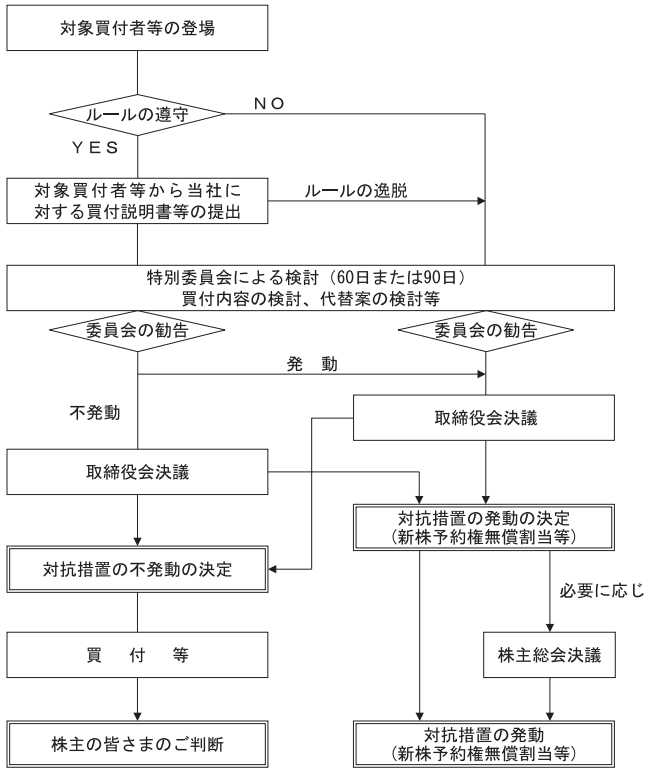 対象買付者等の登場
ルールの遵守
ＮＯ
ＹＥＳ
対象買付者等から当社に
対する買付説明書等の提出
ルールの逸脱
特別委員会による検討（60日または90日）
買付内容の検討、代替案の検討等
委員会の勧告
委員会の勧告
発　動
不発動
取締役会決議
取締役会決議
対抗措置の発動の決定
（新株予約権無償割当等）
対抗措置の不発動の決定
必要に応じ
買　付　等
株主総会決議
株主の皆さまのご判断
対抗措置の発動
（新株予約権無償割当等）